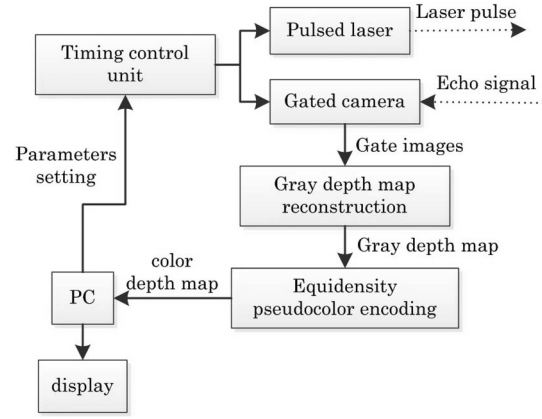 Laser pulse
Pulsed laser
Timing control
unit
Echo signal
Gated camera
Gate images
Parameters
setting
Gray depth map
reconstruction
Gray depth map
color
depth map
Equidensity
pseudocolor encoding
PC
display